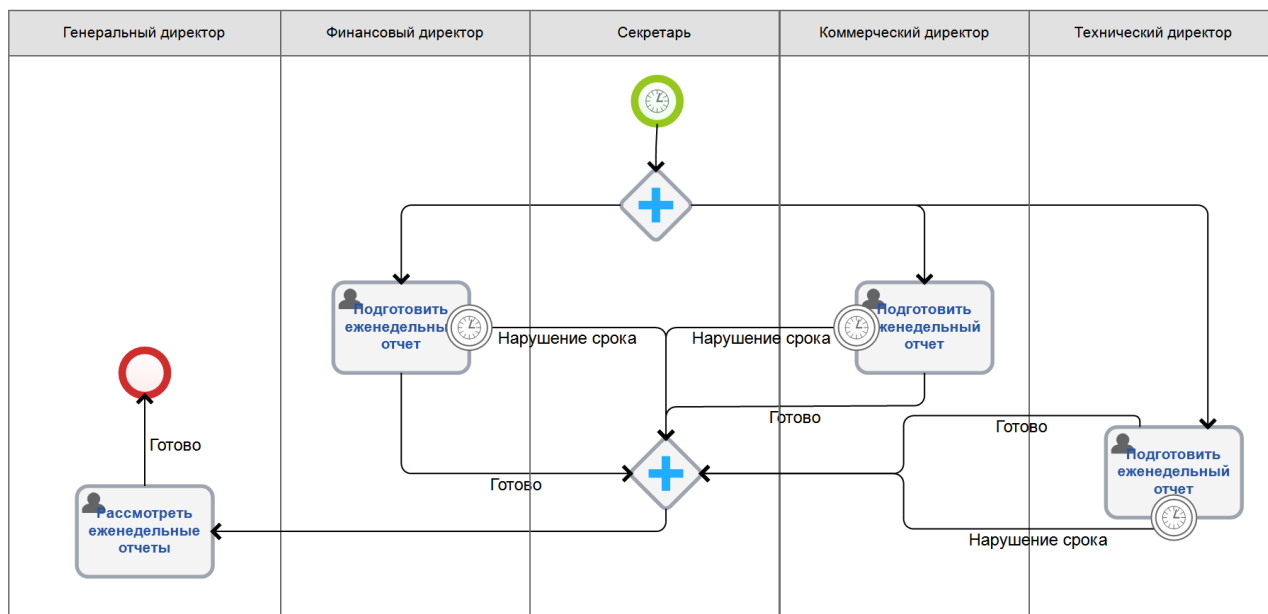 Генеральный директор
Финансовый директор
Секретарь
Коммерческий директор
Технический директор
Подготовить
еженедельный
отчет
Нарушение срока
Нарушение срока
Подготовить
еженедельный
отчет
Готово
Готово
Готово
Подготовить
еженедельный
отчет
Готово
Рассмотреть
еженедельные
отчеты
Нарушение срока